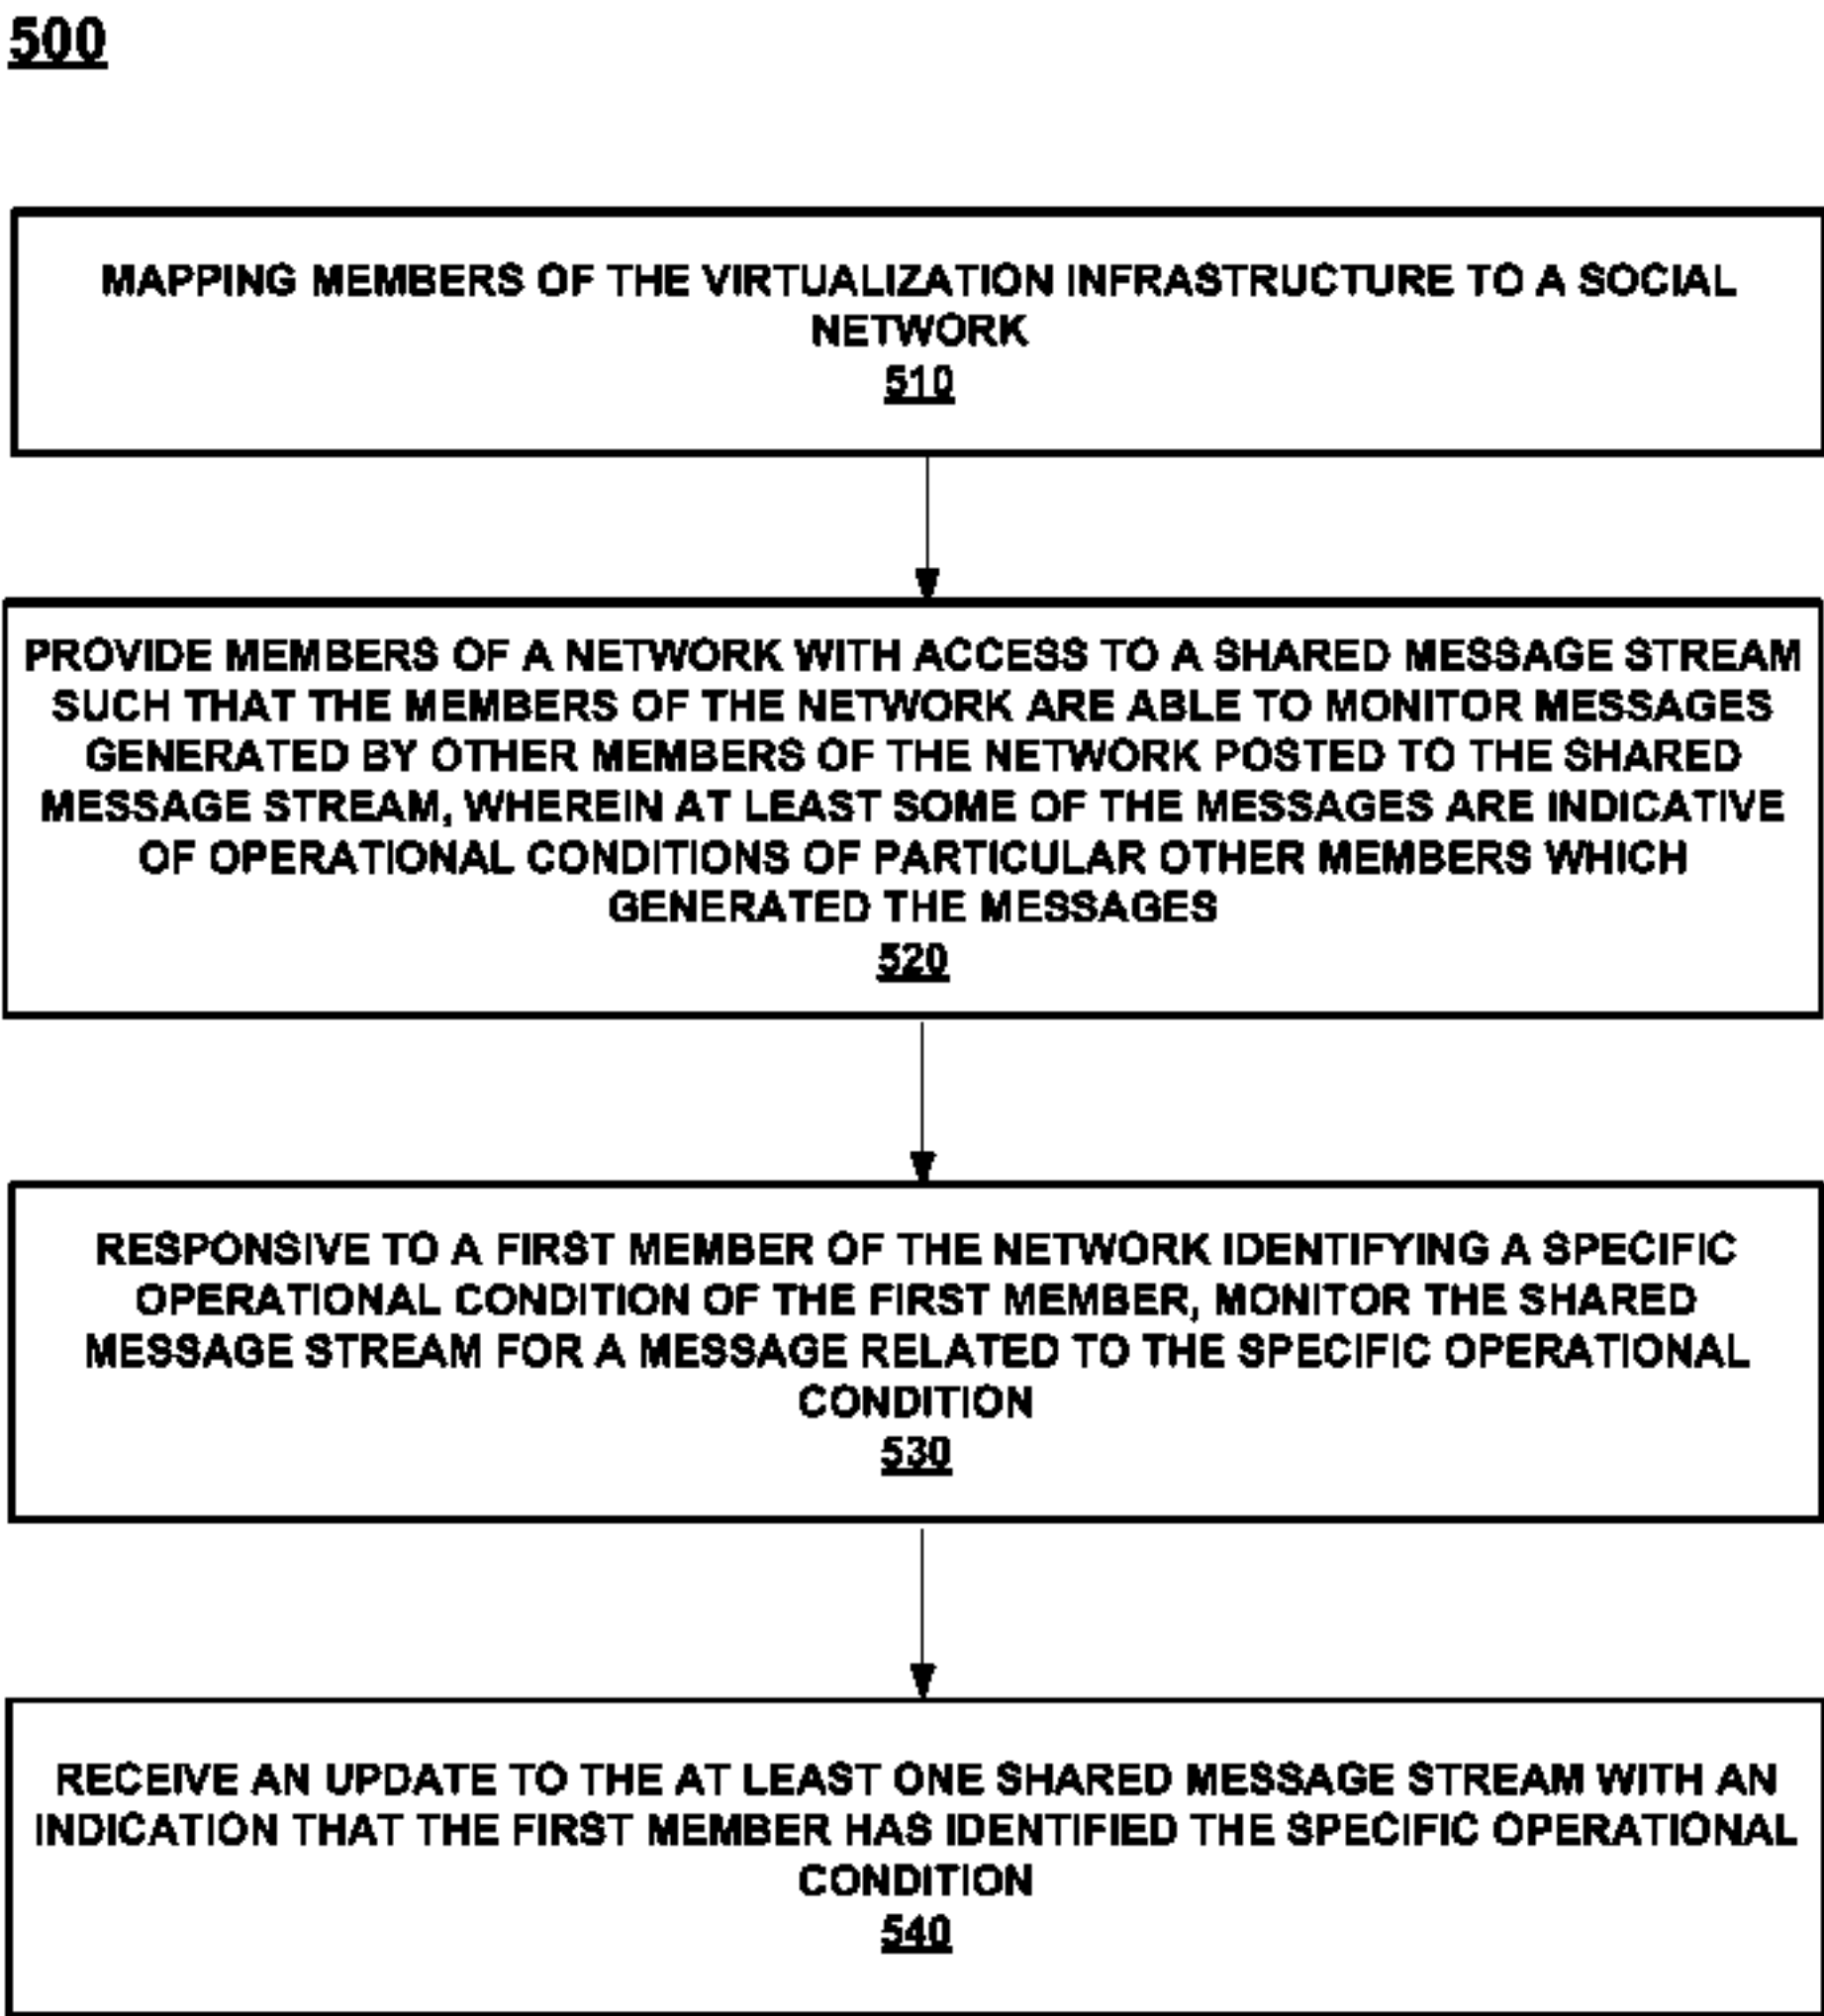 500
MAPPING MEMBERS OF THE VIRTUALIZATION INFRASTRUCTURE TO A SOCIAL
NETWORK
510
PROVIDE MEMBERS OF A NETWORK WITH ACCESS TO A SHARED MESSAGE STREAM
SUCH THAT THE MEMBERS OF THE NETWORK ARE ABLE TO MONITOR MESSAGES
GENERATED BY OTHER MEMBERS OF THE NETWORK POSTED TO THE SHARED
MESSAGE STREAM, WHEREIN AT LEAST SOME OF THE MESSAGES ARE INDICATIVE
OF OPERATIONAL CONDITIONS OF PARTICULAR OTHER MEMBERS WHICH
GENERATED THE MESSAGES
520
RESPONSIVE TO A FIRST MEMBER OF THE NETWORK IDENTIFYING A SPECIFIC
OPERATIONAL CONDITION OF THE FIRST MEMBER, MONITOR THE SHARED
MESSAGE STREAM FOR A MESSAGE RELATED TO THE SPECIFIC OPERATIONAL
CONDITION
530
RECEIVE AN UPDATE TO THE AT LEAST ONE SHARED MESSAGE STREAM WITH AN
INDICATION THAT THE FIRST MEMBER HAS IDENTIFIED THE SPECIFIC OPERATIONAL
CONDITION
540